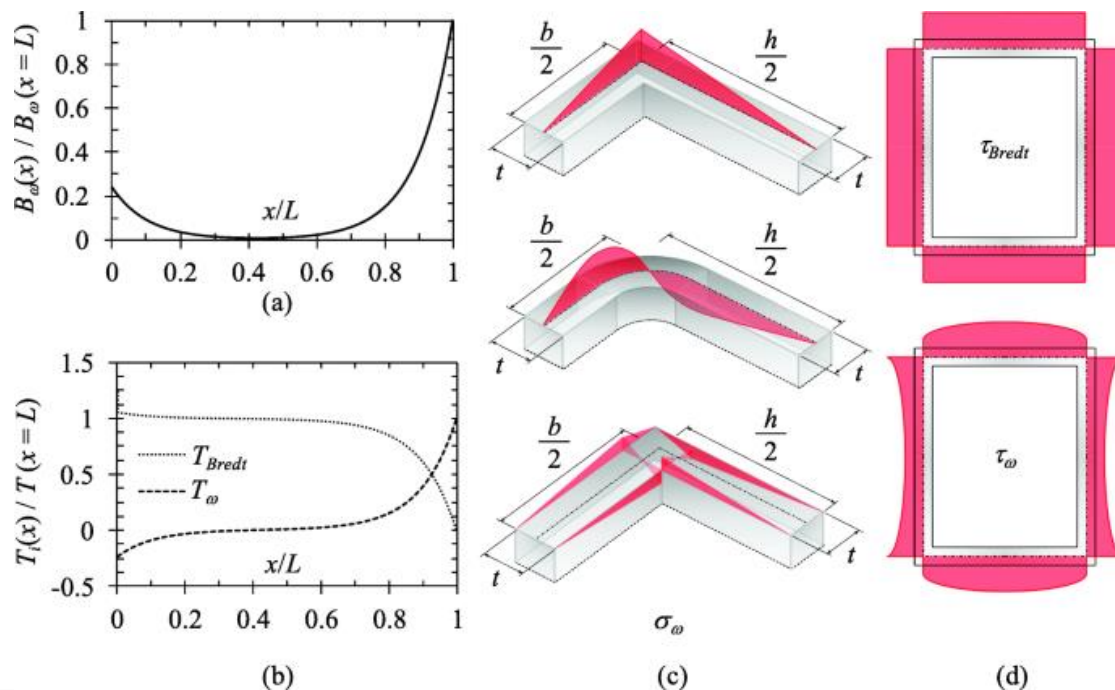 B_ω(x) / B_ω(x = L)
1
0.8
0.6
0.4
0.2
0
x/L
0 0.2 0.4 0.6 0.8 1
(a)
T_i(x) / T (x = L)
1.5
1
0.5
0
-0.5
T_Bredt
T_ω
x/L
0 0.2 0.4 0.6 0.8 1
(b)
b/2
h/2
t
t
b/2
h/2
t
t
b/2
h/2
t
t
σ_ω
(c)
τ_Bredt
τ_ω
(d)